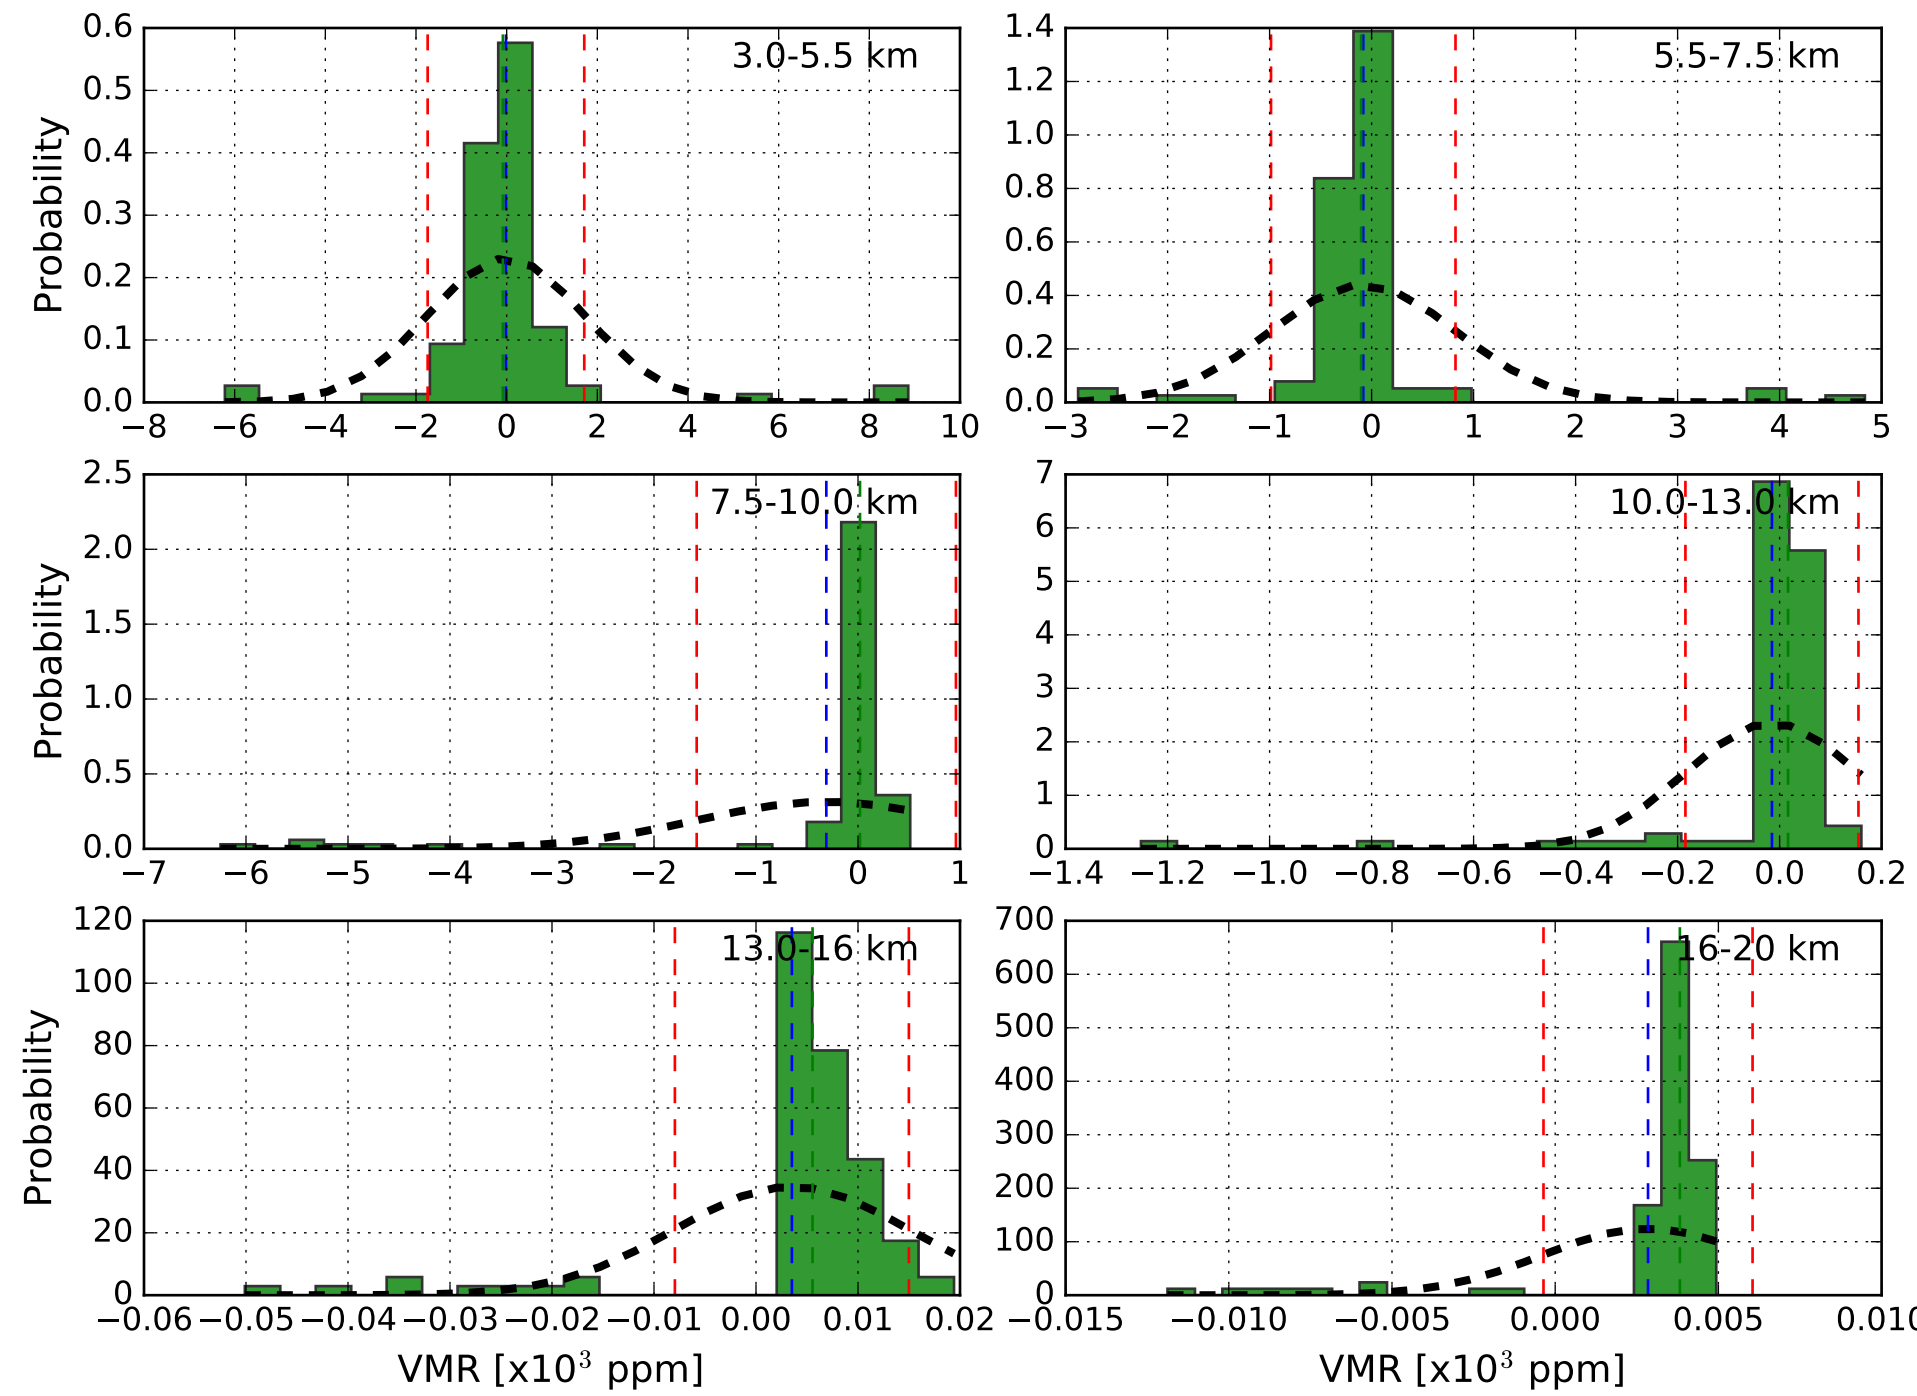 3.0-5.5 km
Probability
0.6
0.5
0.4
0.3
0.2
0.1
0.0
−8 −6 −4 −2 0 2 4 6 8 10
5.5-7.5 km
1.4
1.2
1.0
0.8
0.6
0.4
0.2
0.0
−3 −2 −1 0 1 2 3 4 5
7.5-10.0 km
Probability
2.5
2.0
1.5
1.0
0.5
0.0
−7 −6 −5 −4 −3 −2 −1 0 1
10.0-13.0 km
7
6
5
4
3
2
1
0
−1.4 −1.2 −1.0 −0.8 −0.6 −0.4 −0.2 0.0 0.2
13.0-16 km
Probability
120
100
80
60
40
20
0
−0.06 −0.05 −0.04 −0.03 −0.02 −0.01 0.00 0.01 0.02
VMR [x10³ ppm]
16-20 km
700
600
500
400
300
200
100
0
−0.015 −0.010 −0.005 0.000 0.005 0.010
VMR [x10³ ppm]